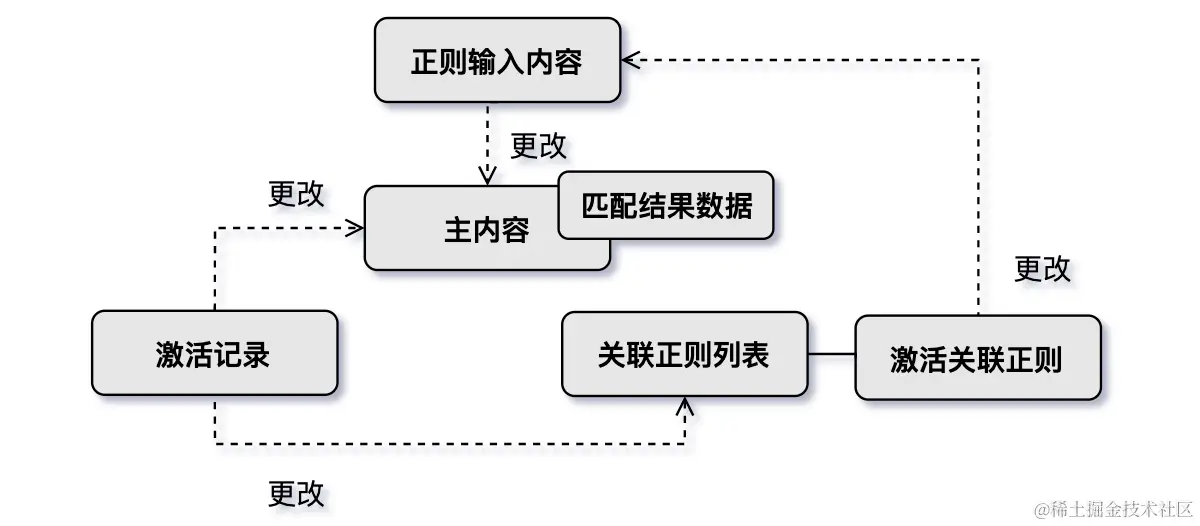 正则输入内容
更改
更改
匹配结果数据
主内容
更改
激活记录
关联正则列表
激活关联正则
更改
@稀土掘金技术社区